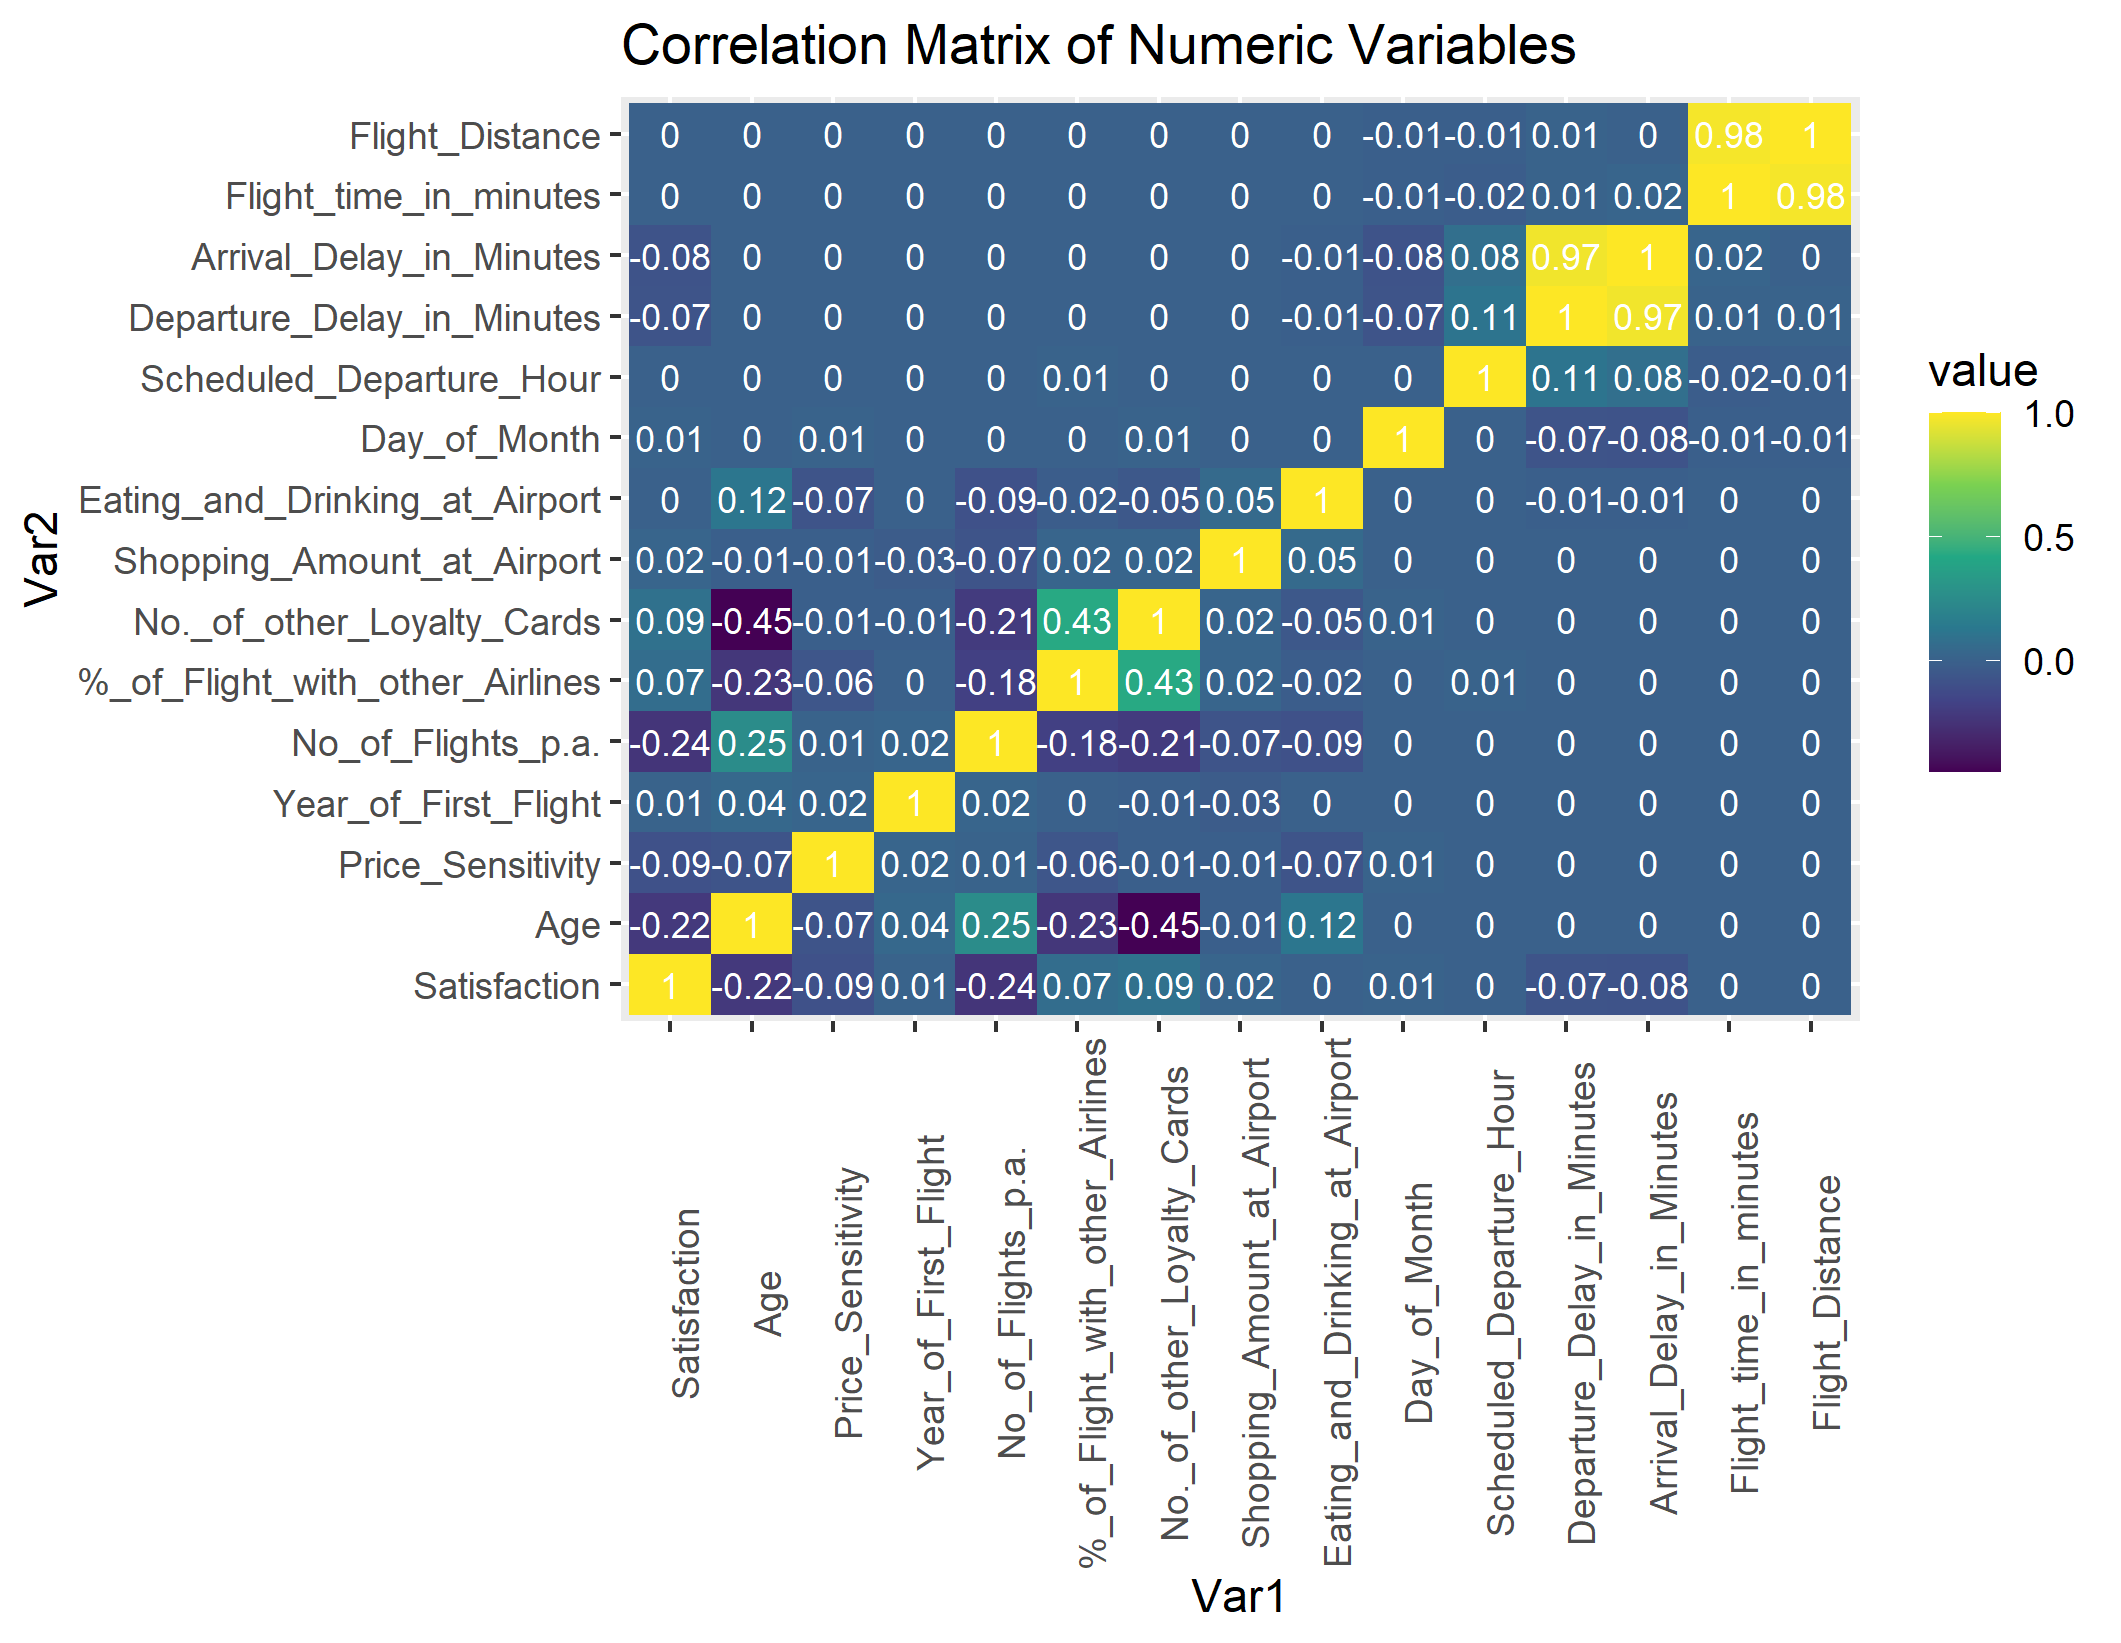 Correlation Matrix of Numeric Variables
Flight_Distance 0 0 0 0 0 0 0 0 0 -0.01 -0.01 0.01 0 0.98 1
Flight_time_in_minutes 0 0 0 0 0 0 0 0 0 -0.01 -0.02 0.01 0.02 1 0.98
Arrival_Delay_in_Minutes -0.08 0 0 0 0 0 0 0 -0.01 -0.08 0.08 0.97 1 0.02 0
Departure_Delay_in_Minutes -0.07 0 0 0 0 0 0 0 -0.01 -0.07 0.11 1 0.97 0.01 0.01
Scheduled_Departure_Hour 0 0 0 0 0 0.01 0 0 0 0 1 0.11 0.08 -0.02 -0.01
Day_of_Month 0.01 0 0.01 0 0 0 0.01 0 0 1 0 -0.07 -0.08 -0.01 -0.01
Eating_and_Drinking_at_Airport 0 0.12 -0.07 0 -0.09 -0.02 -0.05 0.05 1 0 0 -0.01 -0.01 0 0
Shopping_Amount_at_Airport 0.02 -0.01 -0.01 -0.03 -0.07 0.02 0.02 1 0.05 0 0 0 0 0 0
No._of_other_Loyalty_Cards 0.09 -0.45 -0.01 -0.01 -0.21 0.43 1 0.02 -0.05 0.01 0 0 0 0 0
%_of_Flight_with_other_Airlines 0.07 -0.23 -0.06 0 -0.18 1 0.43 0.02 -0.02 0 0.01 0 0 0 0
No_of_Flights_p.a. -0.24 0.25 0.01 0.02 1 -0.18 -0.21 -0.07 -0.09 0 0 0 0 0 0
Year_of_First_Flight 0.01 0.04 0.02 1 0.02 0 -0.01 -0.03 0 0 0 0 0 0 0
Price_Sensitivity -0.09 -0.07 1 0.02 0.01 -0.06 -0.01 -0.01 -0.07 0.01 0 0 0 0 0
Age -0.22 1 -0.07 0.04 0.25 -0.23 -0.45 -0.01 0.12 0 0 0 0 0 0
Satisfaction 1 -0.22 -0.09 0.01 -0.24 0.07 0.09 0.02 0 0.01 0 -0.07 -0.08 0 0
Var2
Satisfaction
Age
Price_Sensitivity
Year_of_First_Flight
No_of_Flights_p.a.
%_of_Flight_with_other_Airlines
No._of_other_Loyalty_Cards
Shopping_Amount_at_Airport
Eating_and_Drinking_at_Airport
Day_of_Month
Scheduled_Departure_Hour
Departure_Delay_in_Minutes
Arrival_Delay_in_Minutes
Flight_time_in_minutes
Flight_Distance
Var1
value
1.0
0.5
0.0